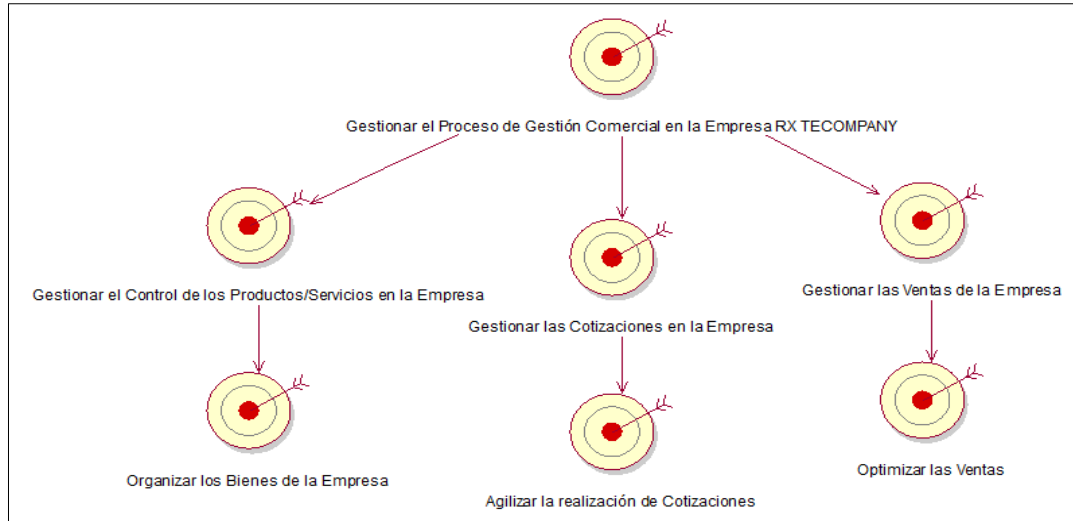 Gestionar el Proceso de Gestión Comercial en la Empresa RX TECOMPANY
Gestionar el Control de los Productos/Servicios en la Empresa
Gestionar las Cotizaciones en la Empresa
Gestionar las Ventas de la Empresa
Organizar los Bienes de la Empresa
Agilizar la realización de Cotizaciones
Optimizar las Ventas